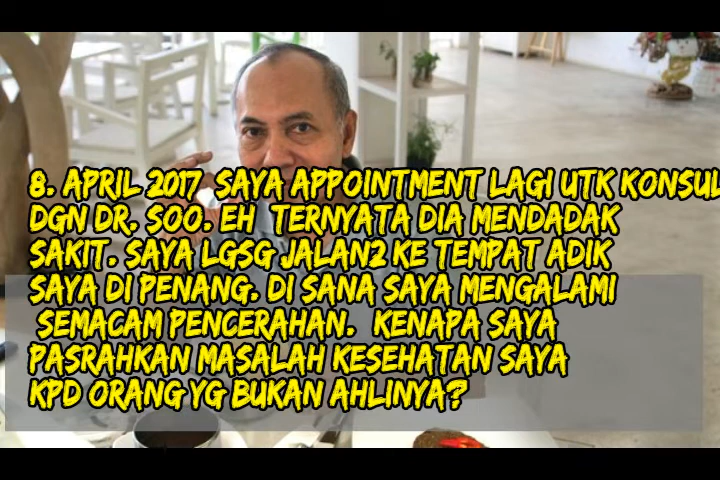 8. APRIL 2017 SAYA APPOINTMENT LAGI UTK KONSUL
DGN DR. SOO. EH TERNYATA DIA MENDADAK
SAKIT. SAYA LGSG JALAN2 KE TEMPAT ADIK
SAYA DI PENANG. DI SANA SAYA MENGALAMI
SEMACAM PENCERAHAN. KENAPA SAYA
PASRAHKAN MASALAH KESEHATAN SAYA
KPD ORANG YG BUKAN AHLINYA?